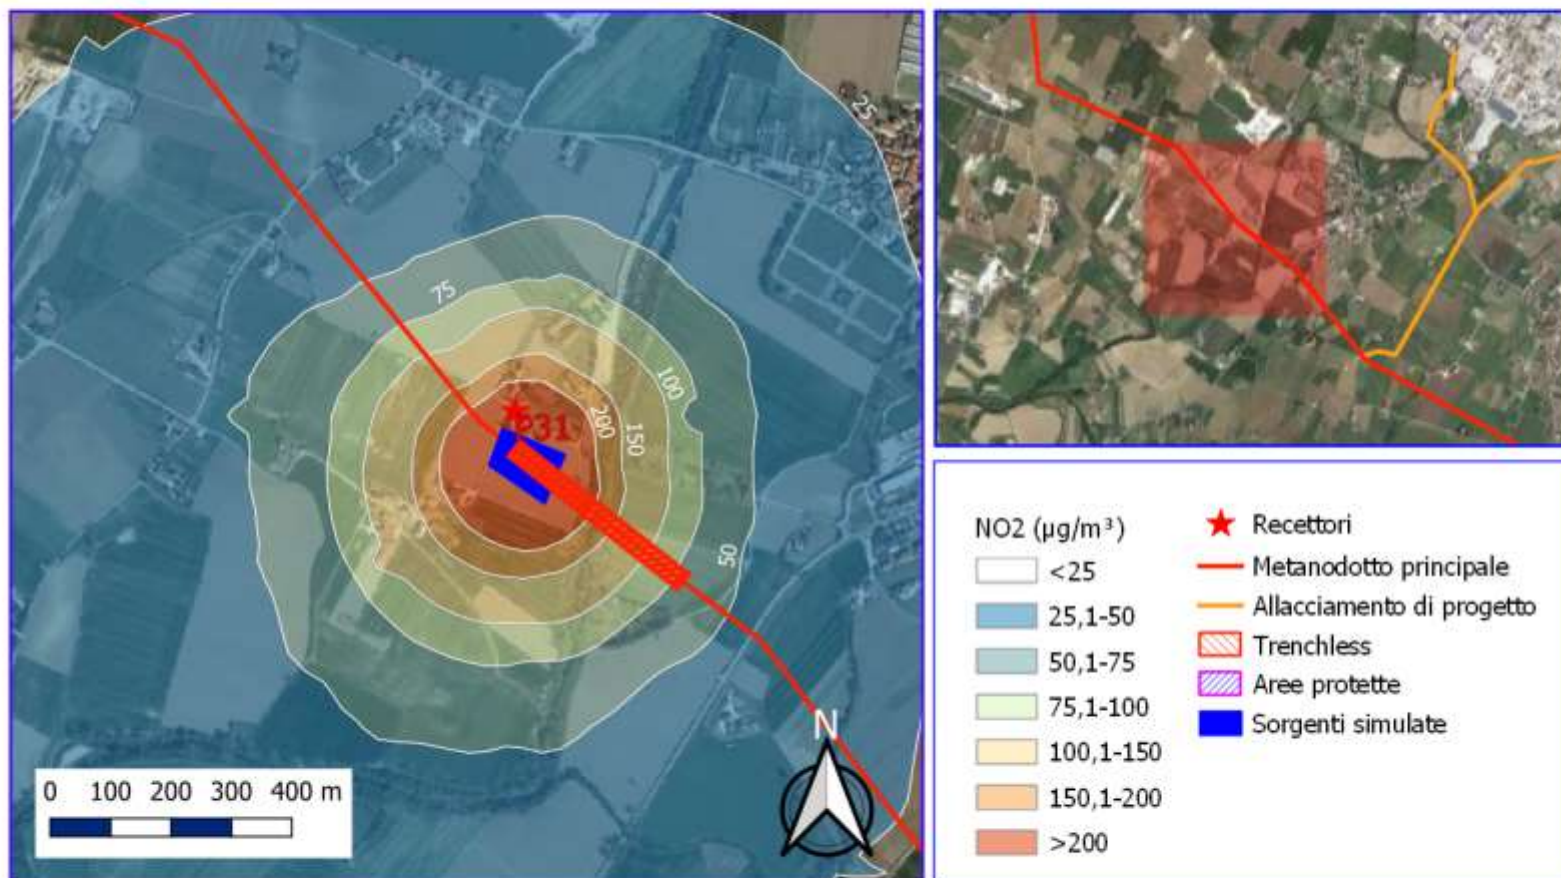 25
75
100
200
150
50
N
0 100 200 300 400 m
NO2 (µg/m³)
<25
25,1-50
50,1-75
75,1-100
100,1-150
150,1-200
>200
Recettori
Metanodotto principale
Allacciamento di progetto
Trenchless
Aree protette
Sorgenti simulate